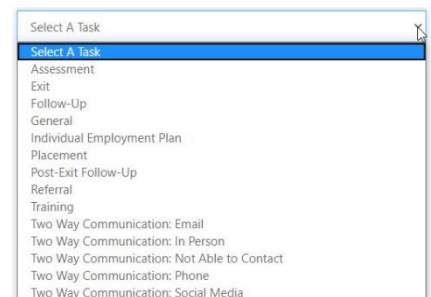 Select A Task
Select A Task
Assessment
Exit
Follow-Up
General
Individual Employment Plan
Placement
Post-Exit Follow-Up
Referral
Training
Two Way Communication: Email
Two Way Communication: In Person
Two Way Communication: Not Able to Contact
Two Way Communication: Phone
Two Way Communication: Social Media